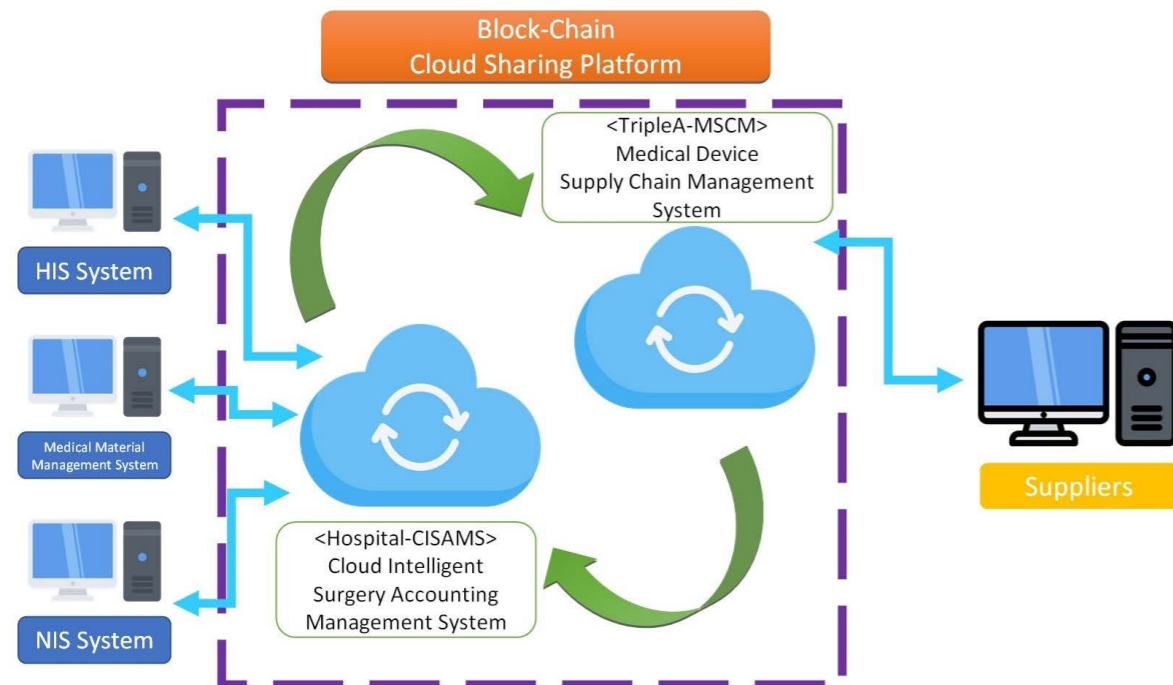 Block-Chain
Cloud Sharing Platform
<TripleA-MSCM>
Medical Device
Supply Chain Management
System
HIS System
Medical Material
Management System
Suppliers
<Hospital-CISAMS>
Cloud Intelligent
Surgery Accounting
Management System
NIS System